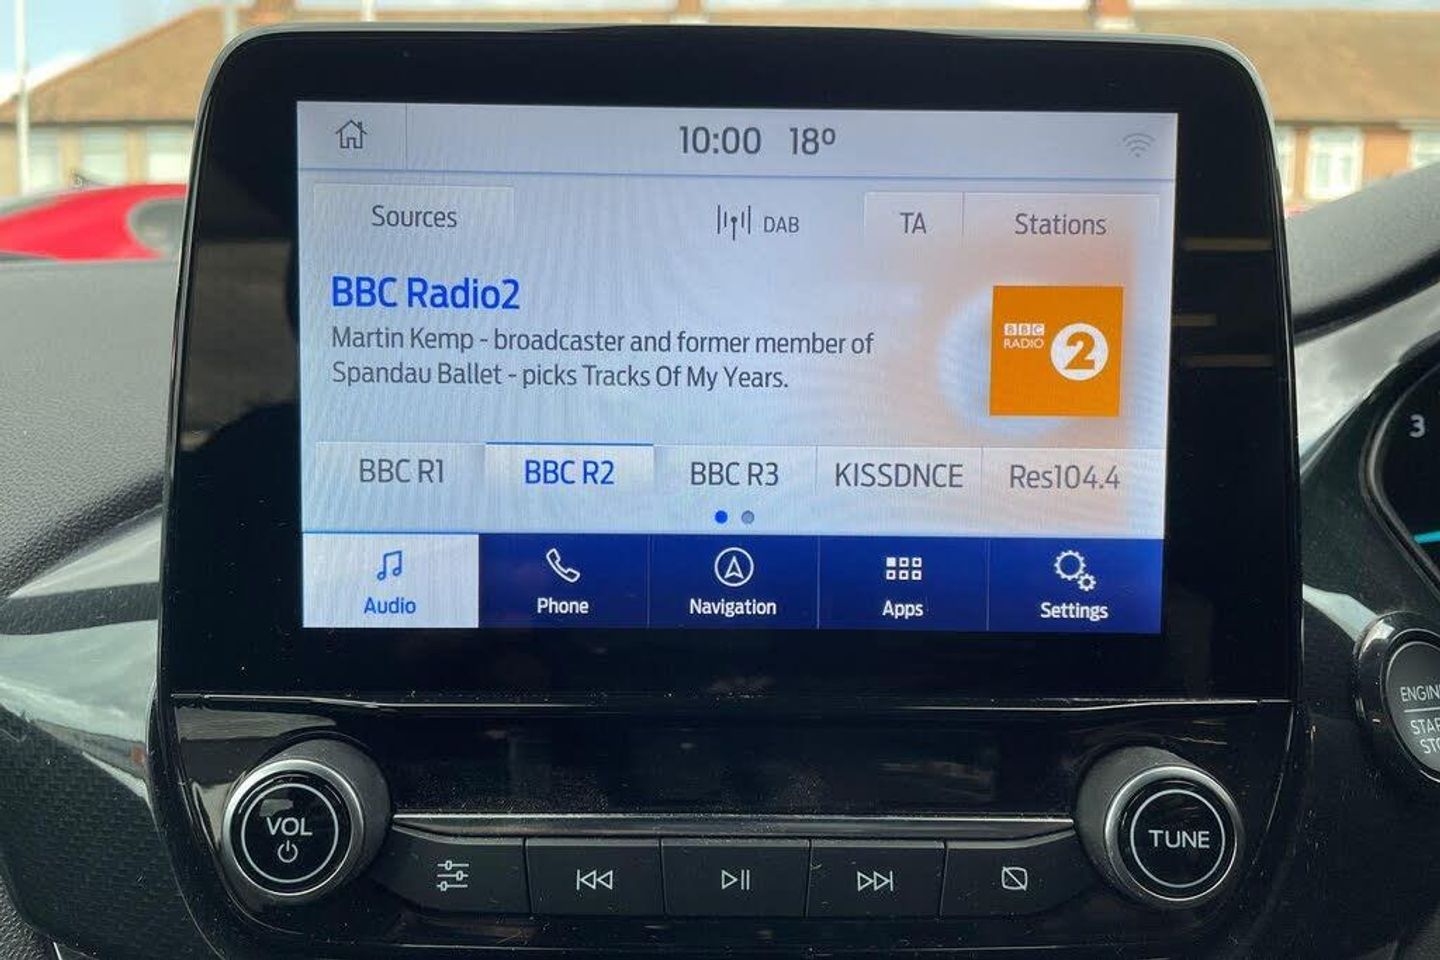 10:00 18°
Sources
DAB
TA
Stations
BBC Radio2
Martin Kemp - broadcaster and former member of
Spandau Ballet - picks Tracks Of My Years.
BBC
RADIO
2
BBC R1
BBC R2
BBC R3
KISSDNCE
Res104.4
Audio
Phone
Navigation
Apps
Settings
3
VOL
TUNE